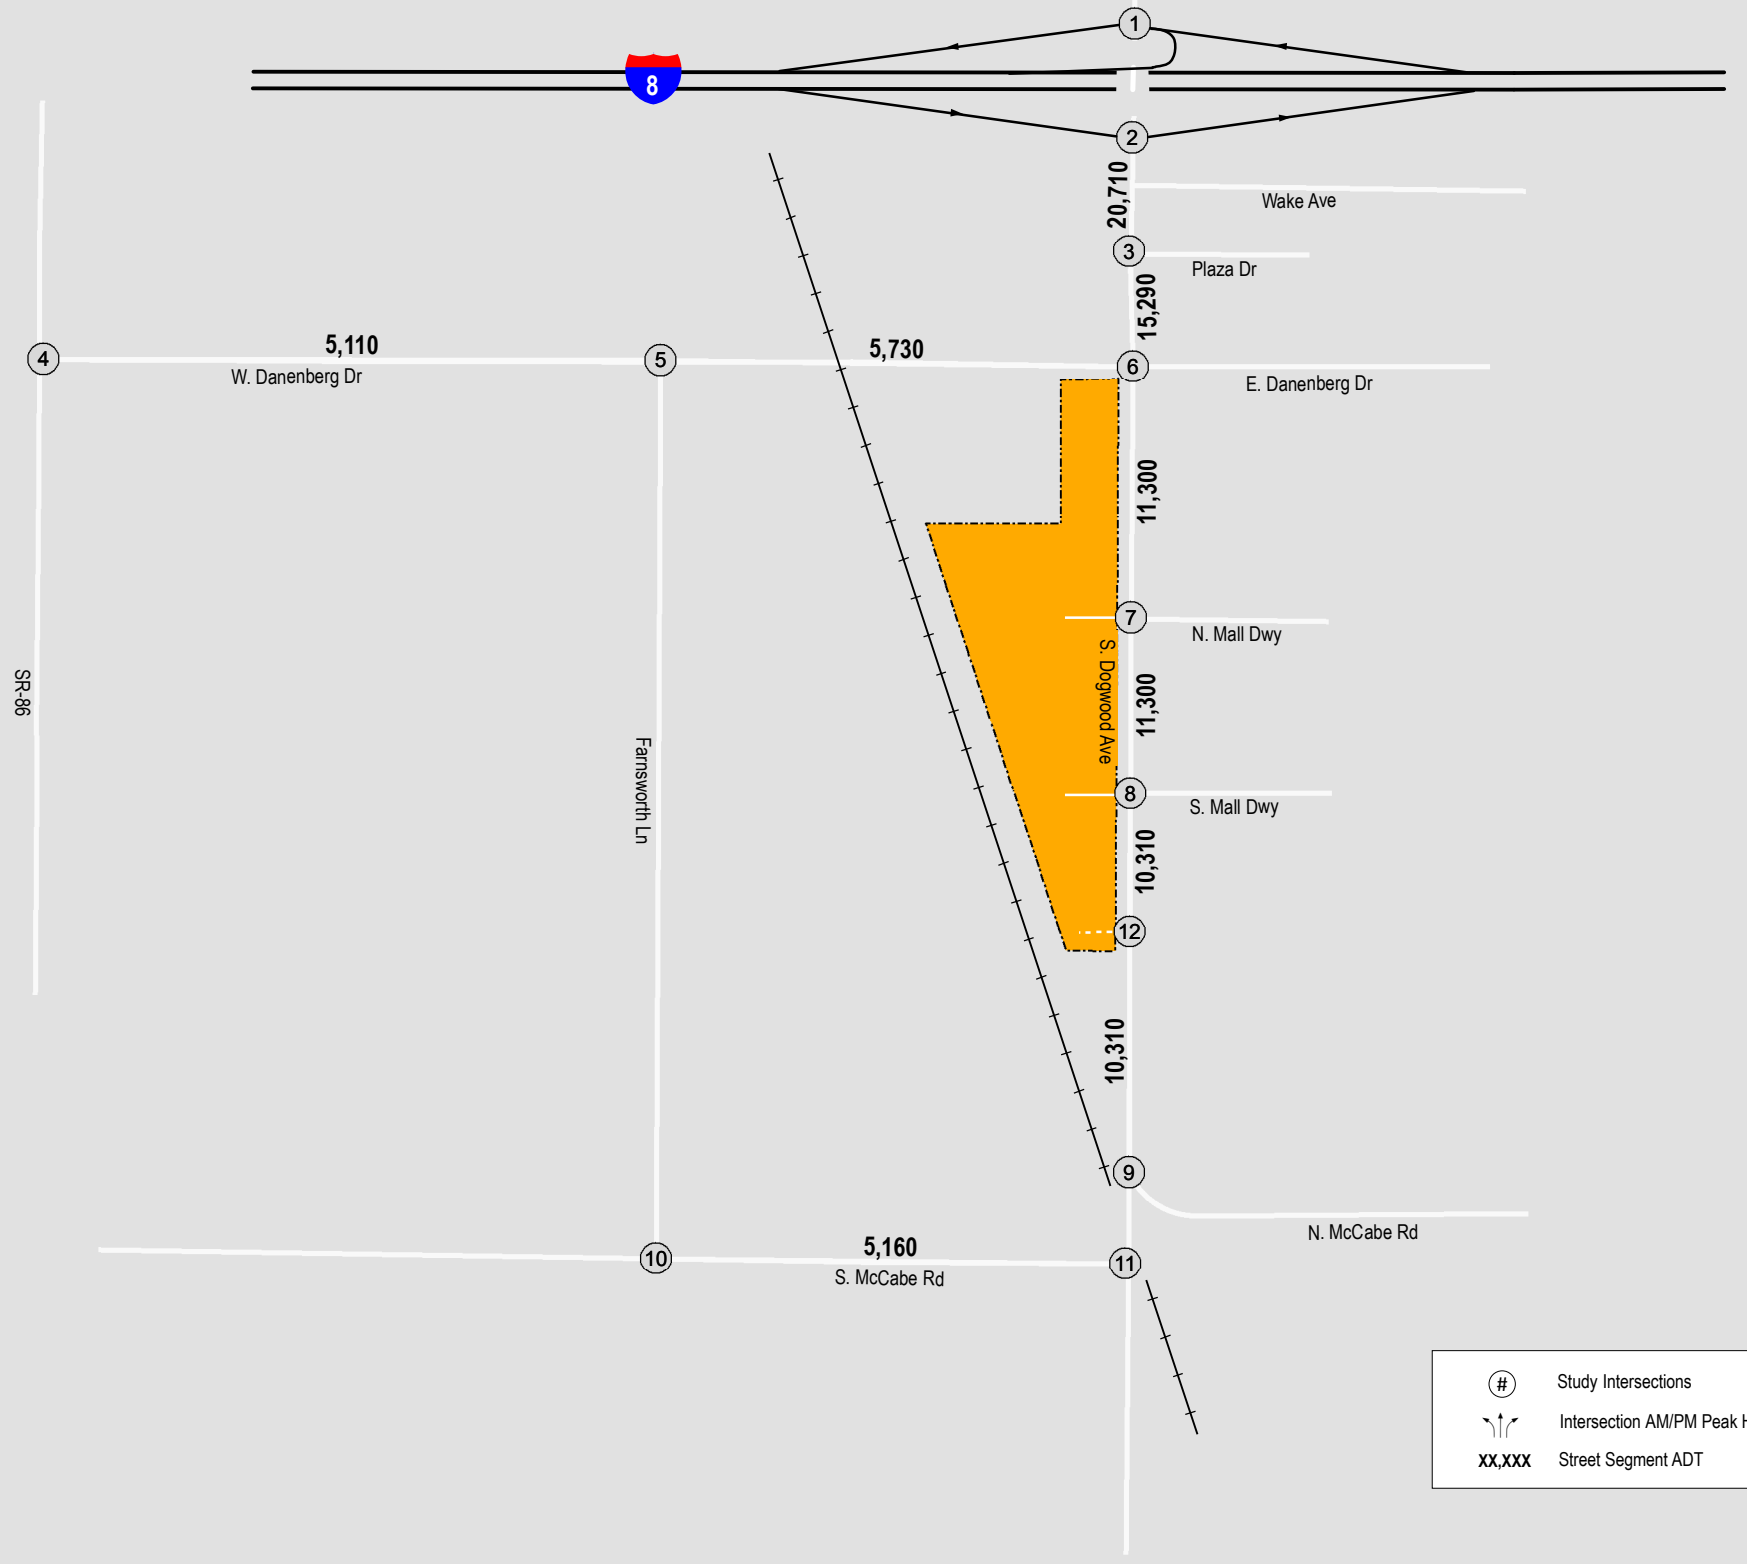 1
8
2
20,710
Wake Ave
3
Plaza Dr
15,290
4
5,110
5
5,730
6
W. Danenberg Dr
E. Danenberg Dr
11,300
7
N. Mall Dwy
S. Dogwood Ave
11,300
SR-86
Farnsworth Ln
8
S. Mall Dwy
10,310
12
10,310
9
N. McCabe Rd
10
5,160
11
S. McCabe Rd
# Study Intersections
Intersection AM/PM Peak H
XX,XXX Street Segment ADT